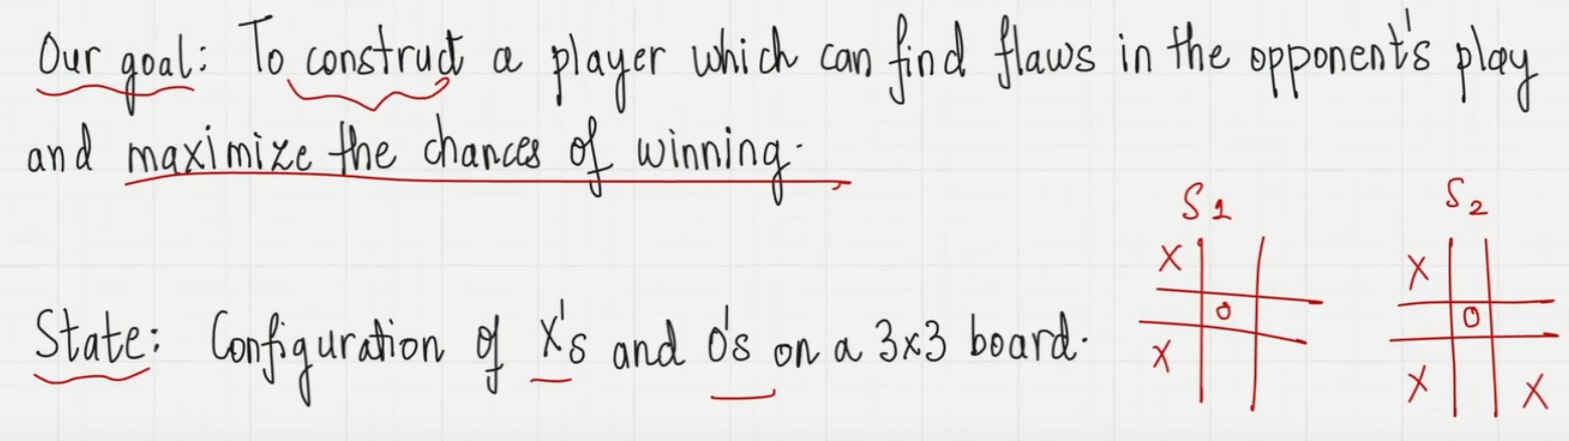 Our goal: To construct a player which can find flaws in the opponent's play
and maximize the chances of winning.
S1 S2
X X
State: Configuration of X's and O's on a 3x3 board.
O O
X X X